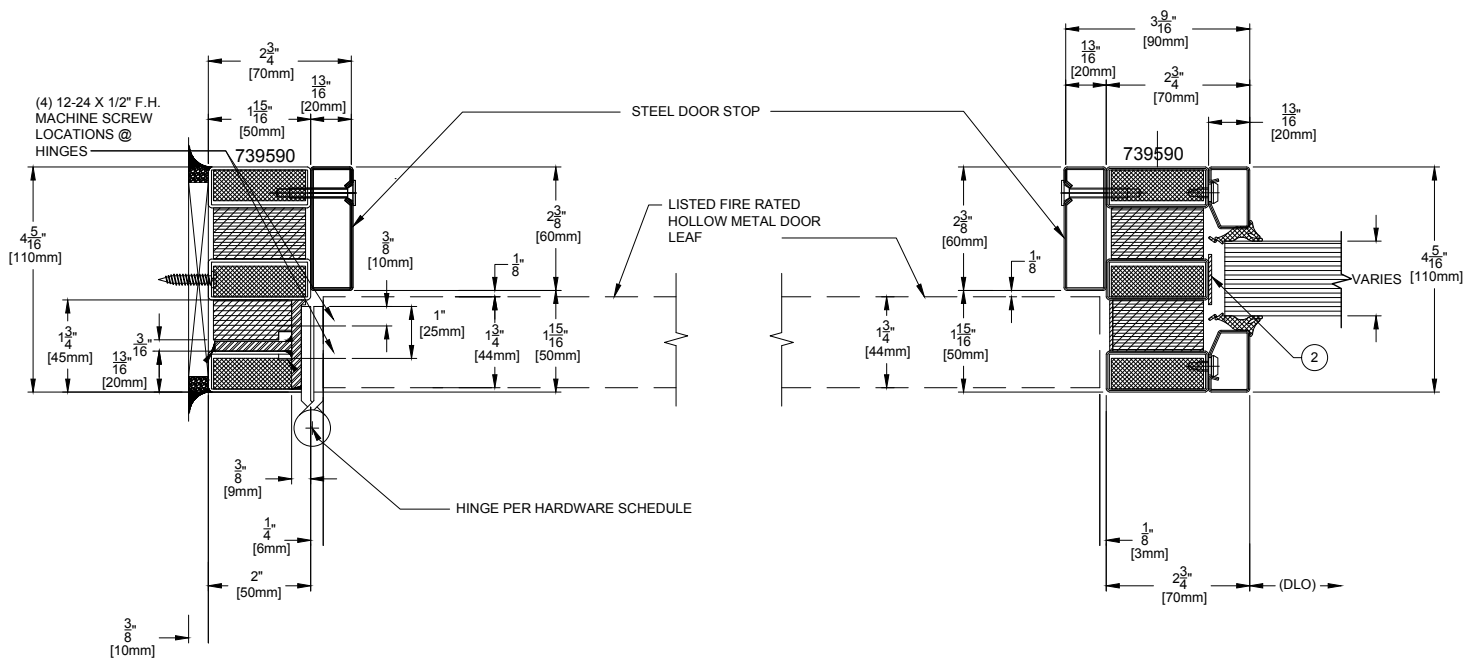 2 3/4"
[70mm]
1 15/16"
[50mm]
13/16"
[20mm]
(4) 12-24 X 1/2" F.H.
MACHINE SCREW
LOCATIONS @
HINGES
739590
4 5/16"
[110mm]
2 3/8"
[60mm]
3/8"
[10mm]
1/8
1"
[25mm]
1 3/4"
[45mm]
3/16"
13/16"
[20mm]
1 3/4"
[44mm]
1 15/16"
[50mm]
3/8"
[9mm]
HINGE PER HARDWARE SCHEDULE
1/4"
[6mm]
2"
[50mm]
3/8"
[10mm]
STEEL DOOR STOP
LISTED FIRE RATED
HOLLOW METAL DOOR
LEAF
3 9/16"
[90mm]
13/16"
[20mm]
2 3/4"
[70mm]
13/16"
[20mm]
739590
2 3/8"
[60mm]
1/8"
4 5/16"
[110mm]
VARIES
1 3/4"
[44mm]
1 15/16"
[50mm]
2
1/8"
[3mm]
2 3/4"
[70mm]
(DLO)